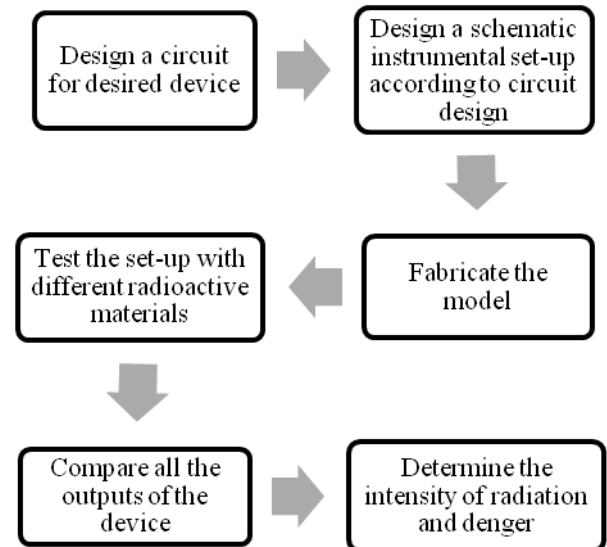 Design a circuit
for desired device
Design a schematic
instrumental set-up
according to circuit
design
Fabricate the
model
Test the set-up with
different radioactive
materials
Compare all the
outputs of the
device
Determine the
intensity of radiation
and denger